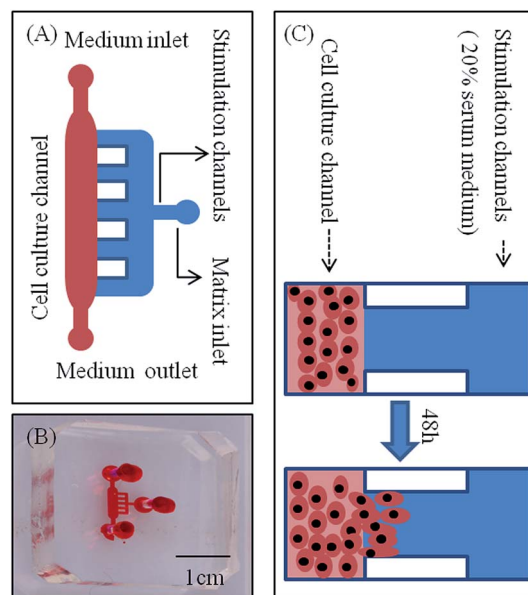 (A)
Medium inlet
Cell culture channel
Stimulation channels
Matrix inlet
Medium outlet
(B)
1cm
(C)
Cell culture channel
Stimulation channels
( 20% serum medium)
48h